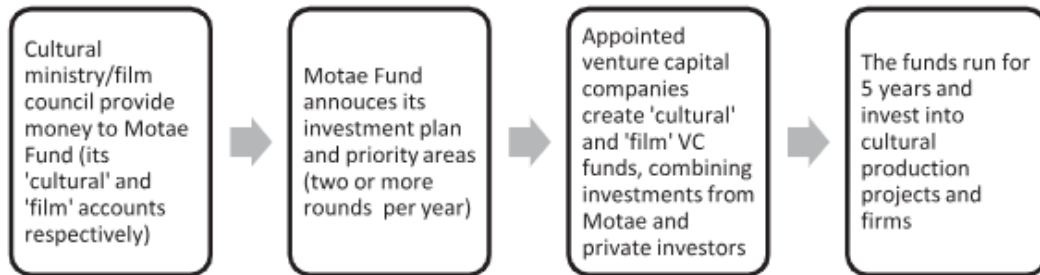 Cultural
ministry/film
council provide
money to Motae
Fund (its
'cultural' and
'film' accounts
respectively)
Motae Fund
annouces its
investment plan
and priority areas
(two or more
rounds per year)
Appointed
venture capital
companies
create 'cultural'
and 'film' VC
funds, combining
investments from
Motae and
private investors
The funds run for
5 years and
invest into
cultural
production
projects and
firms